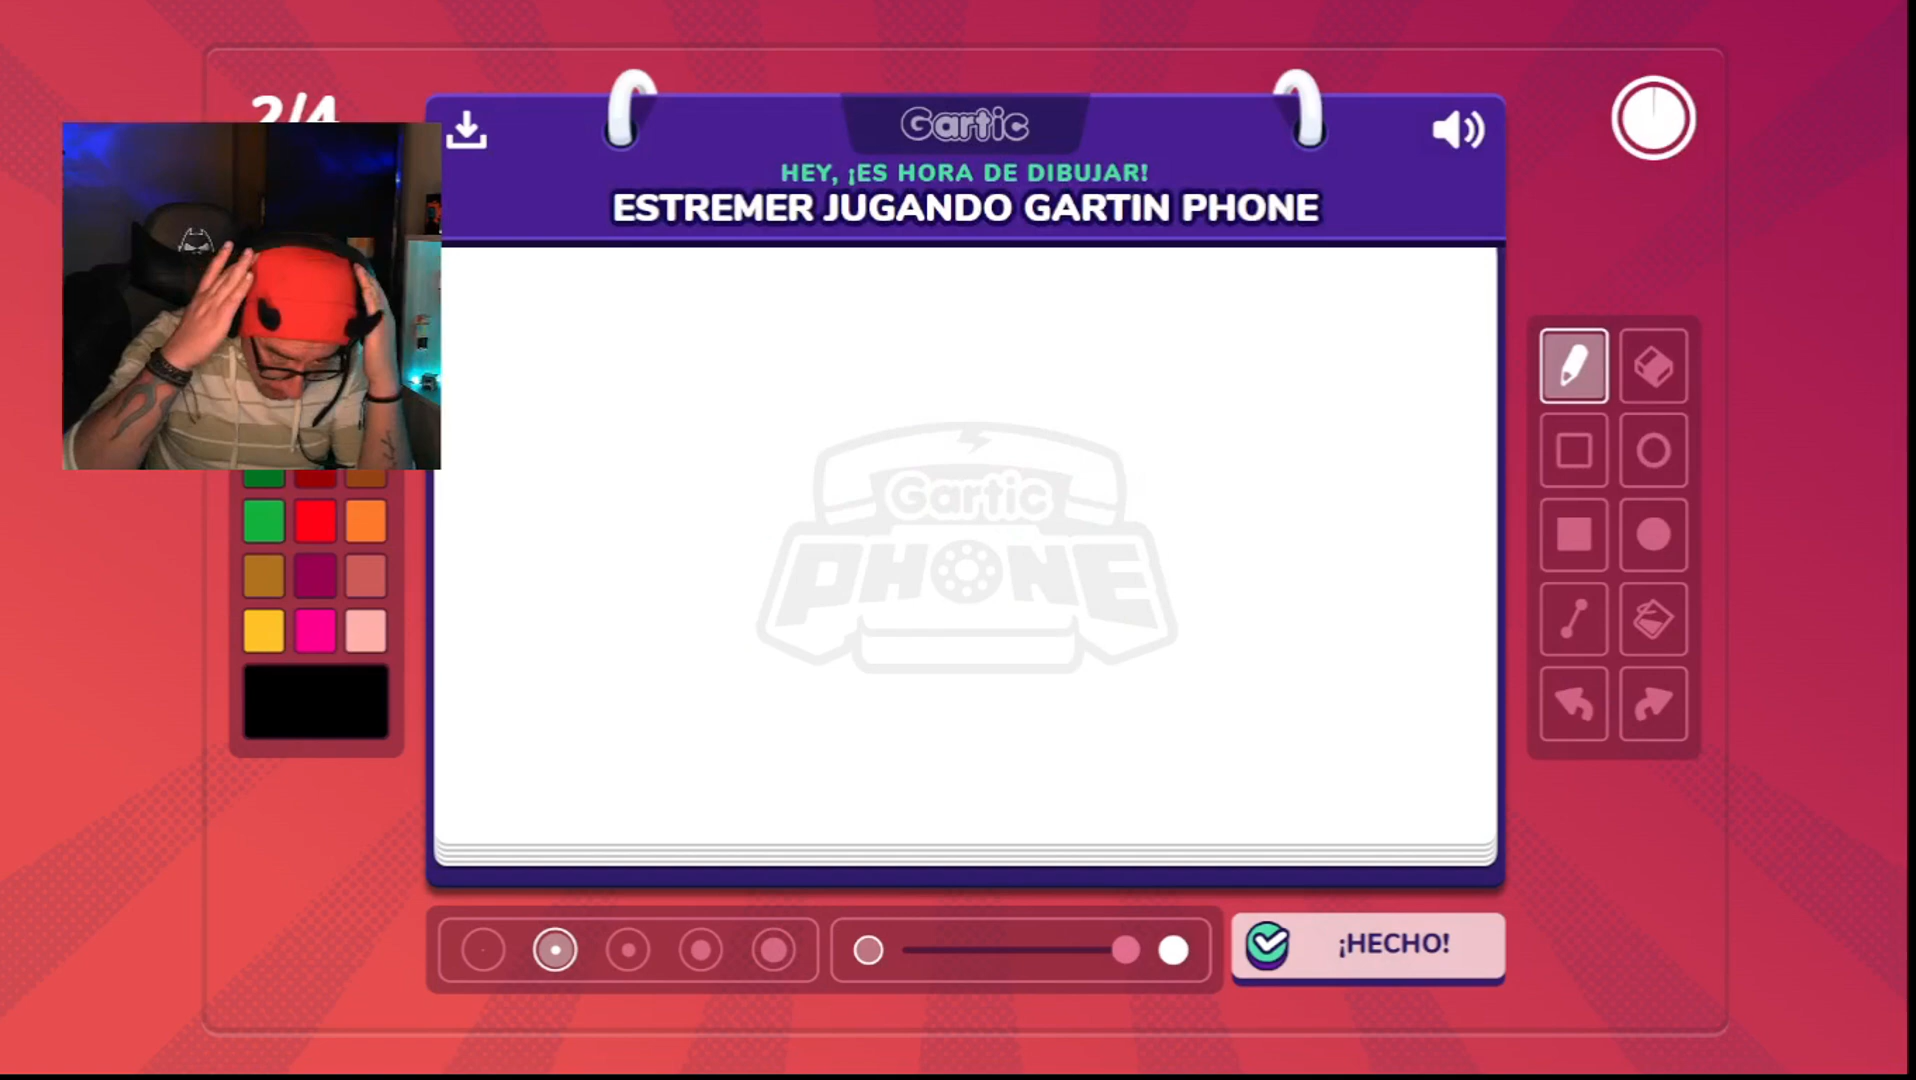 2/4
Gartic
HEY, ¡ES HORA DE DIBUJAR!
ESTREMER JUGANDO GARTIN PHONE
Gartic
PHONE
¡HECHO!